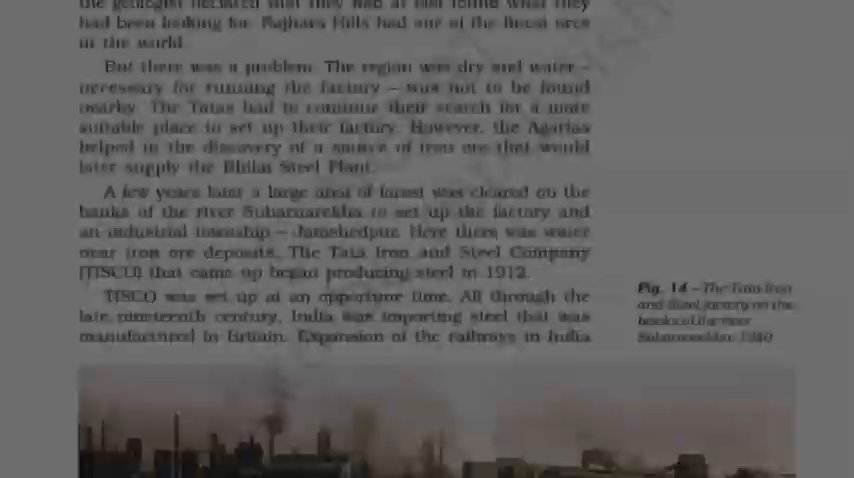 the geologist declared that they had at last found what they
had been looking for. Rajhara Hills had one of the finest ores
in the world.
But there was a problem. The region was dry and water –
necessary for running the factory – was not to be found
nearby. The Tatas had to continue their search for a more
suitable place to set up their factory. However, the Agarias
helped in the discovery of a source of iron ore that would
later supply the Bhilai Steel Plant.
A few years later a large area of forest was cleared on the
banks of the river Subarnarekha to set up the factory and
an industrial township – Jamshedpur. Here there was water
near iron ore deposits. The Tata Iron and Steel Company
(TISCO) that came up began producing steel in 1912.
TISCO was set up at an opportune time. All through the
late nineteenth century, India was importing steel that was
manufactured in Britain. Expansion of the railways in India
Fig. 14 – The Tata Iron
and Steel factory on the
banks of the river
Subarnarekha, 1940